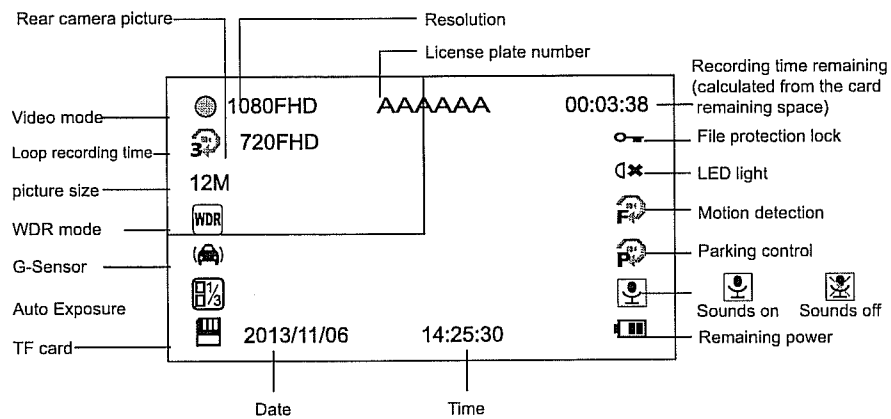 Rear camera picture
Resolution
License plate number
Recording time remaining
(calculated from the card
remaining space)
Video mode
1080FHD
AAAAAA
00:03:38
Loop recording time
3
720FHD
File protection lock
picture size
12M
LED light
WDR mode
WDR
F
Motion detection
G-Sensor
P
Parking control
Auto Exposure
1/3
Sounds on
Sounds off
TF card
2013/11/06
14:25:30
Remaining power
Date
Time